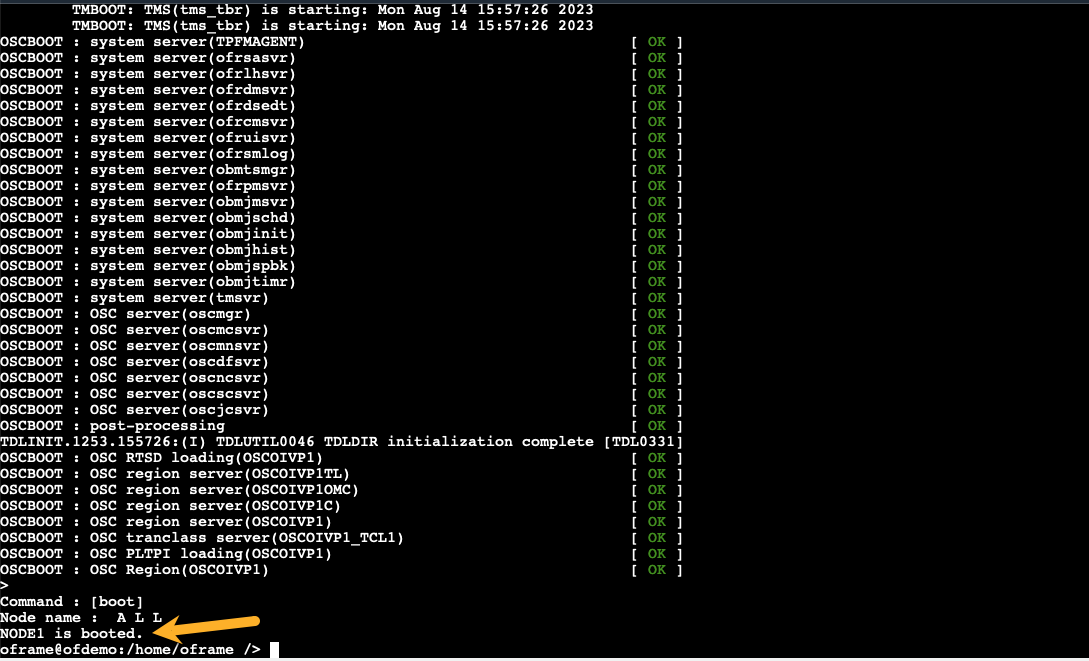 TMBOOT: TMS(tms_tbr) is starting: Mon Aug 14 15:57:26 2023
TMBOOT: TMS(tms_tbr) is starting: Mon Aug 14 15:57:26 2023
OSCBOOT : system server(TPFMAGENT) [ OK ]
OSCBOOT : system server(ofrsasvr) [ OK ]
OSCBOOT : system server(ofrlhsvr) [ OK ]
OSCBOOT : system server(ofrdmsvr) [ OK ]
OSCBOOT : system server(ofrdsedt) [ OK ]
OSCBOOT : system server(ofrcmsvr) [ OK ]
OSCBOOT : system server(ofruisvr) [ OK ]
OSCBOOT : system server(ofrsmlog) [ OK ]
OSCBOOT : system server(obmtsmgr) [ OK ]
OSCBOOT : system server(ofrpmsvr) [ OK ]
OSCBOOT : system server(obmjmsvr) [ OK ]
OSCBOOT : system server(obmjschd) [ OK ]
OSCBOOT : system server(obmjinit) [ OK ]
OSCBOOT : system server(obmjhist) [ OK ]
OSCBOOT : system server(obmjspbk) [ OK ]
OSCBOOT : system server(obmjtimr) [ OK ]
OSCBOOT : system server(tmsvr) [ OK ]
OSCBOOT : OSC server(oscmgr) [ OK ]
OSCBOOT : OSC server(oscmcsvr) [ OK ]
OSCBOOT : OSC server(oscmnsvr) [ OK ]
OSCBOOT : OSC server(oscdfsvr) [ OK ]
OSCBOOT : OSC server(oscncsvr) [ OK ]
OSCBOOT : OSC server(oscscsvr) [ OK ]
OSCBOOT : OSC server(oscjcsvr) [ OK ]
OSCBOOT : post-processing [ OK ]
TDLINIT.1253.155726:(I) TDLUTIL0046 TDLDIR initialization complete [TDL0331]
OSCBOOT : OSC RTSD loading(OSCOIVP1) [ OK ]
OSCBOOT : OSC region server(OSCOIVP1TL) [ OK ]
OSCBOOT : OSC region server(OSCOIVP1OMC) [ OK ]
OSCBOOT : OSC region server(OSCOIVP1C) [ OK ]
OSCBOOT : OSC region server(OSCOIVP1) [ OK ]
OSCBOOT : OSC tranclass server(OSCOIVP1_TCL1) [ OK ]
OSCBOOT : OSC PLTPI loading(OSCOIVP1) [ OK ]
OSCBOOT : OSC Region(OSCOIVP1) [ OK ]
>
Command : [boot]
Node name :  A L L
NODE1 is booted.
oframe@ofdemo:/home/oframe />